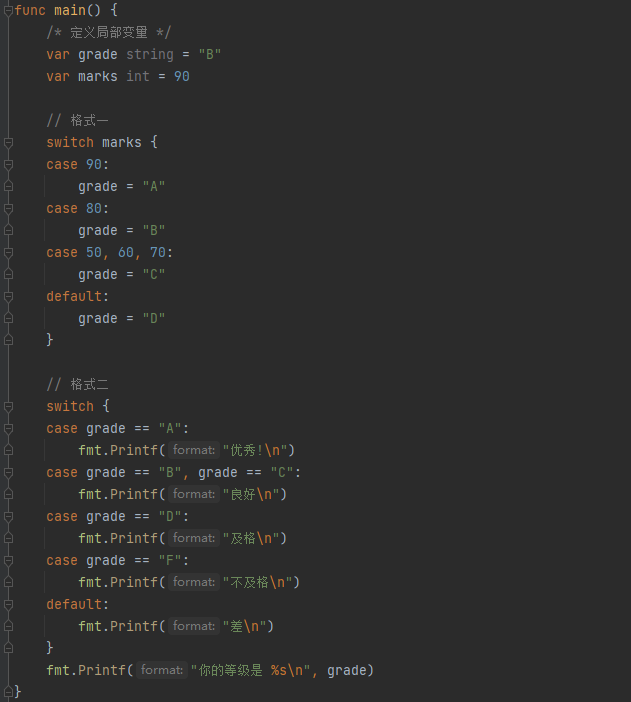 func main() {
    /* 定义局部变量 */
    var grade string = "B"
    var marks int = 90

    // 格式一
    switch marks {
    case 90:
        grade = "A"
    case 80:
        grade = "B"
    case 50, 60, 70:
        grade = "C"
    default:
        grade = "D"
    }

    // 格式二
    switch {
    case grade == "A":
        fmt.Printf( format: "优秀!\n")
    case grade == "B", grade == "C":
        fmt.Printf( format: "良好\n")
    case grade == "D":
        fmt.Printf( format: "及格\n")
    case grade == "F":
        fmt.Printf( format: "不及格\n")
    default:
        fmt.Printf( format: "差\n")
    }
    fmt.Printf( format: "你的等级是 %s\n", grade)
}